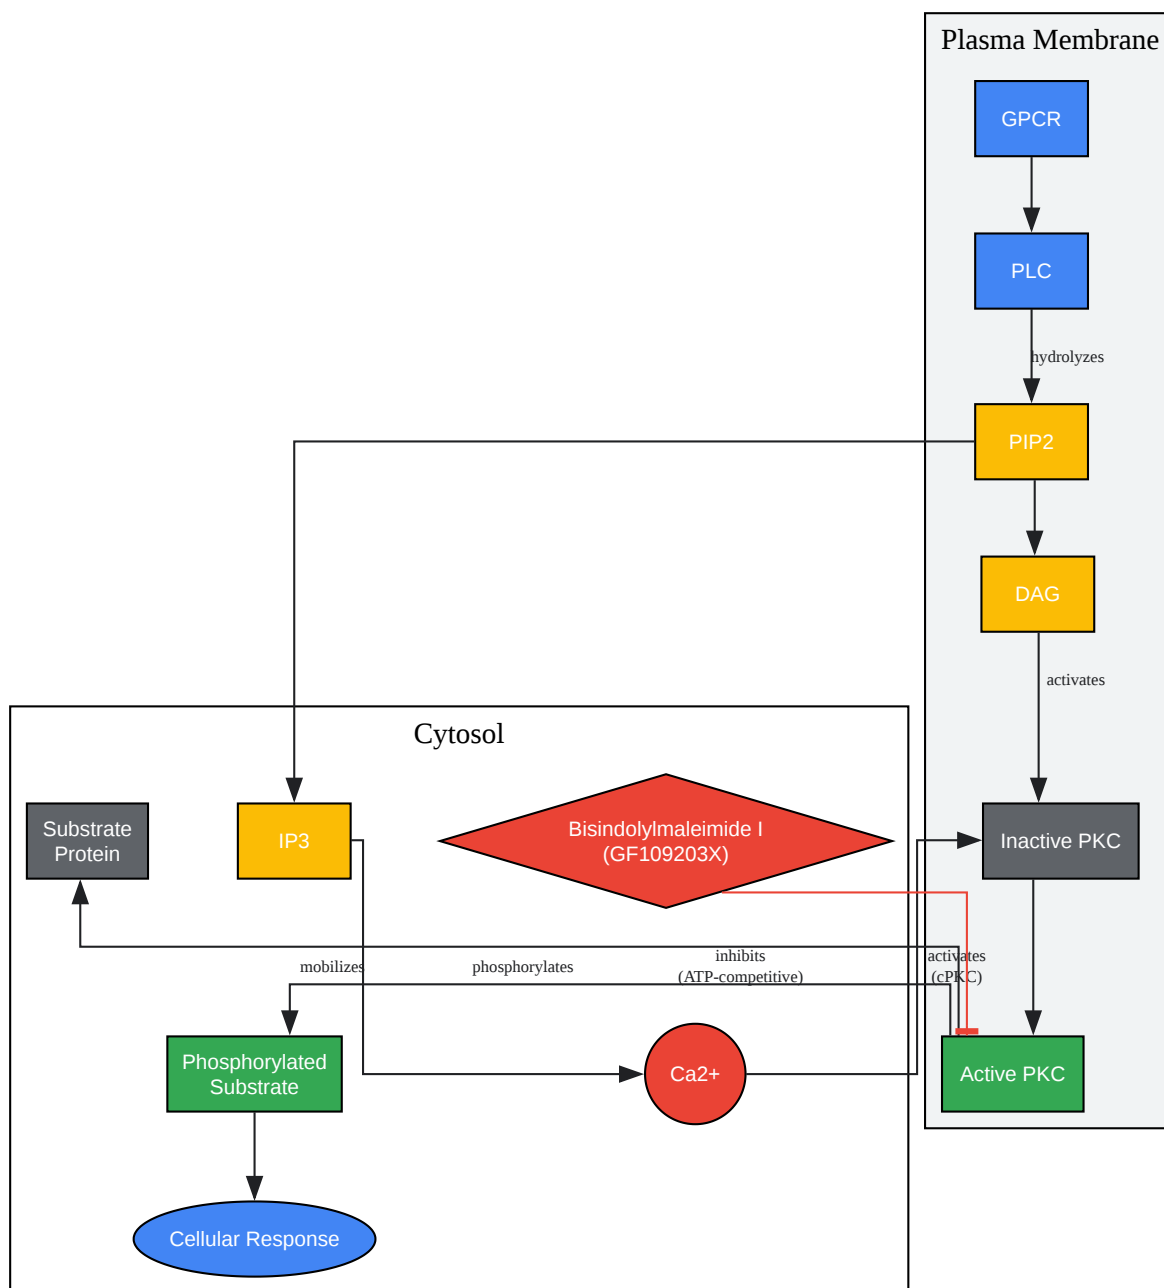 Plasma Membrane
GPCR
PLC
hydrolyzes
PIP2
DAG
activates
Cytosol
Substrate
Protein
IP3
Bisindolylmaleimide I
(GF109203X)
Inactive PKC
mobilizes
phosphorylates
inhibits
(ATP-competitive)
activates
(cPKC)
Phosphorylated
Substrate
Ca2+
Active PKC
Cellular Response